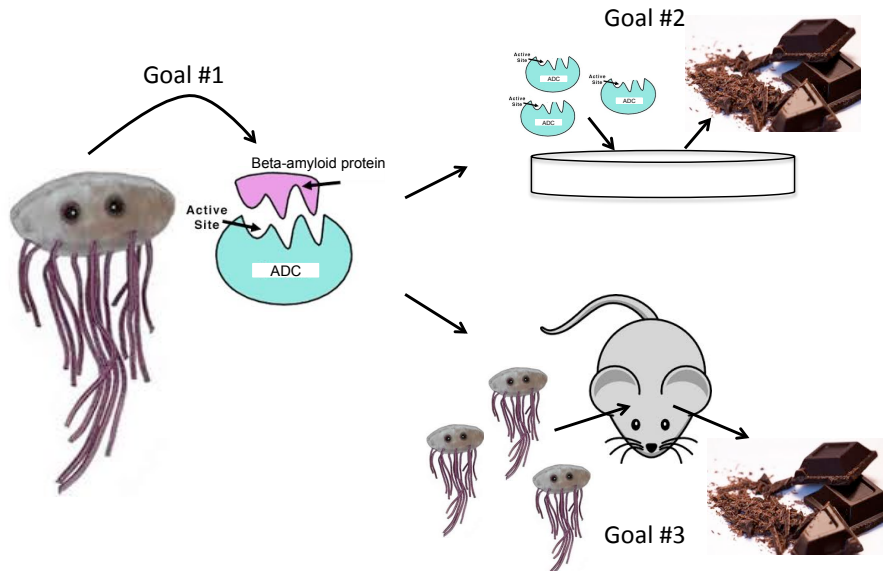 Goal #1
Beta-amyloid protein
Active
Site
ADC
Goal #2
Active
Site
ADC
Active
Site
ADC
Active
Site
ADC
Goal #3